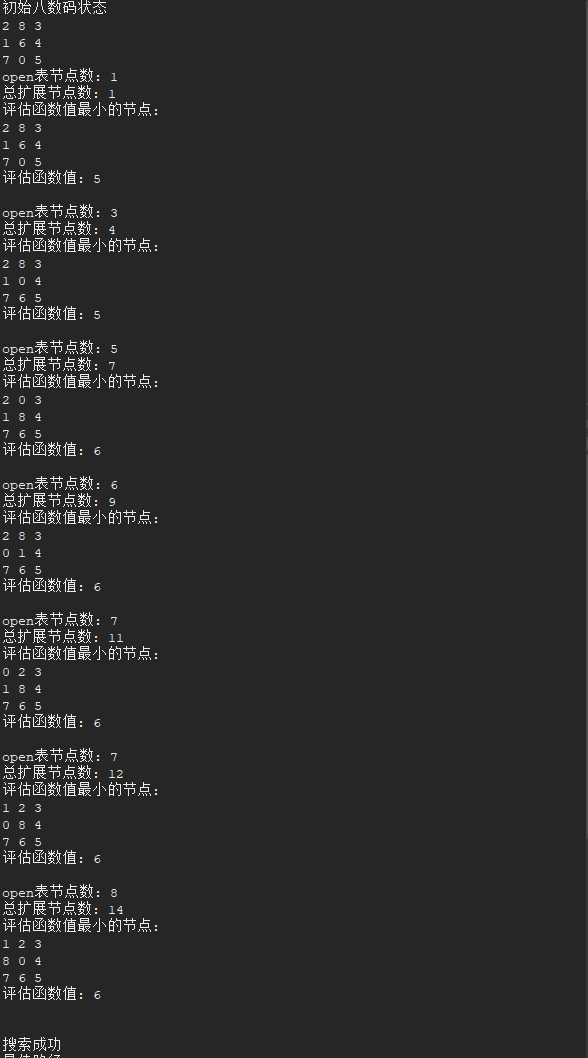 初始八数码状态
2 8 3
1 6 4
7 0 5
open表节点数: 1
总扩展节点数: 1
评估函数值最小的节点:
2 8 3
1 6 4
7 0 5
评估函数值: 5
open表节点数: 3
总扩展节点数: 4
评估函数值最小的节点:
2 8 3
1 0 4
7 6 5
评估函数值: 5
open表节点数: 5
总扩展节点数: 7
评估函数值最小的节点:
2 0 3
1 8 4
7 6 5
评估函数值: 6
open表节点数: 6
总扩展节点数: 9
评估函数值最小的节点:
2 8 3
0 1 4
7 6 5
评估函数值: 6
open表节点数: 7
总扩展节点数: 11
评估函数值最小的节点:
0 2 3
1 8 4
7 6 5
评估函数值: 6
open表节点数: 7
总扩展节点数: 12
评估函数值最小的节点:
1 2 3
0 8 4
7 6 5
评估函数值: 6
open表节点数: 8
总扩展节点数: 14
评估函数值最小的节点:
1 2 3
8 0 4
7 6 5
评估函数值: 6
搜索成功